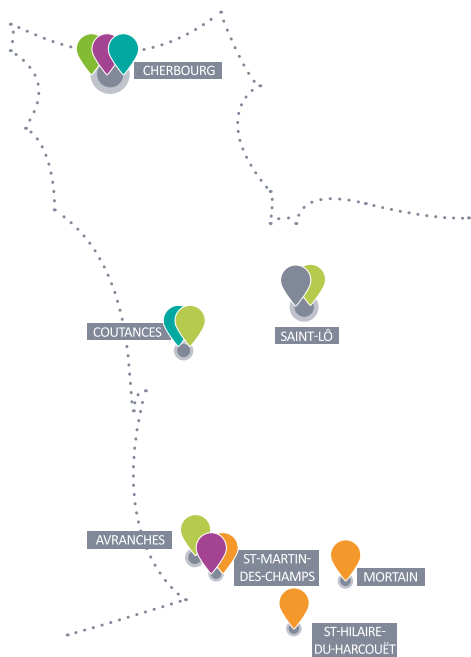 CHERBOURG
COUTANCES
SAINT-LÔ
AVRANCHES
ST-MARTIN-
DES-CHAMPS
MORTAIN
ST-HILAIRE-
DU-HARCOUËT